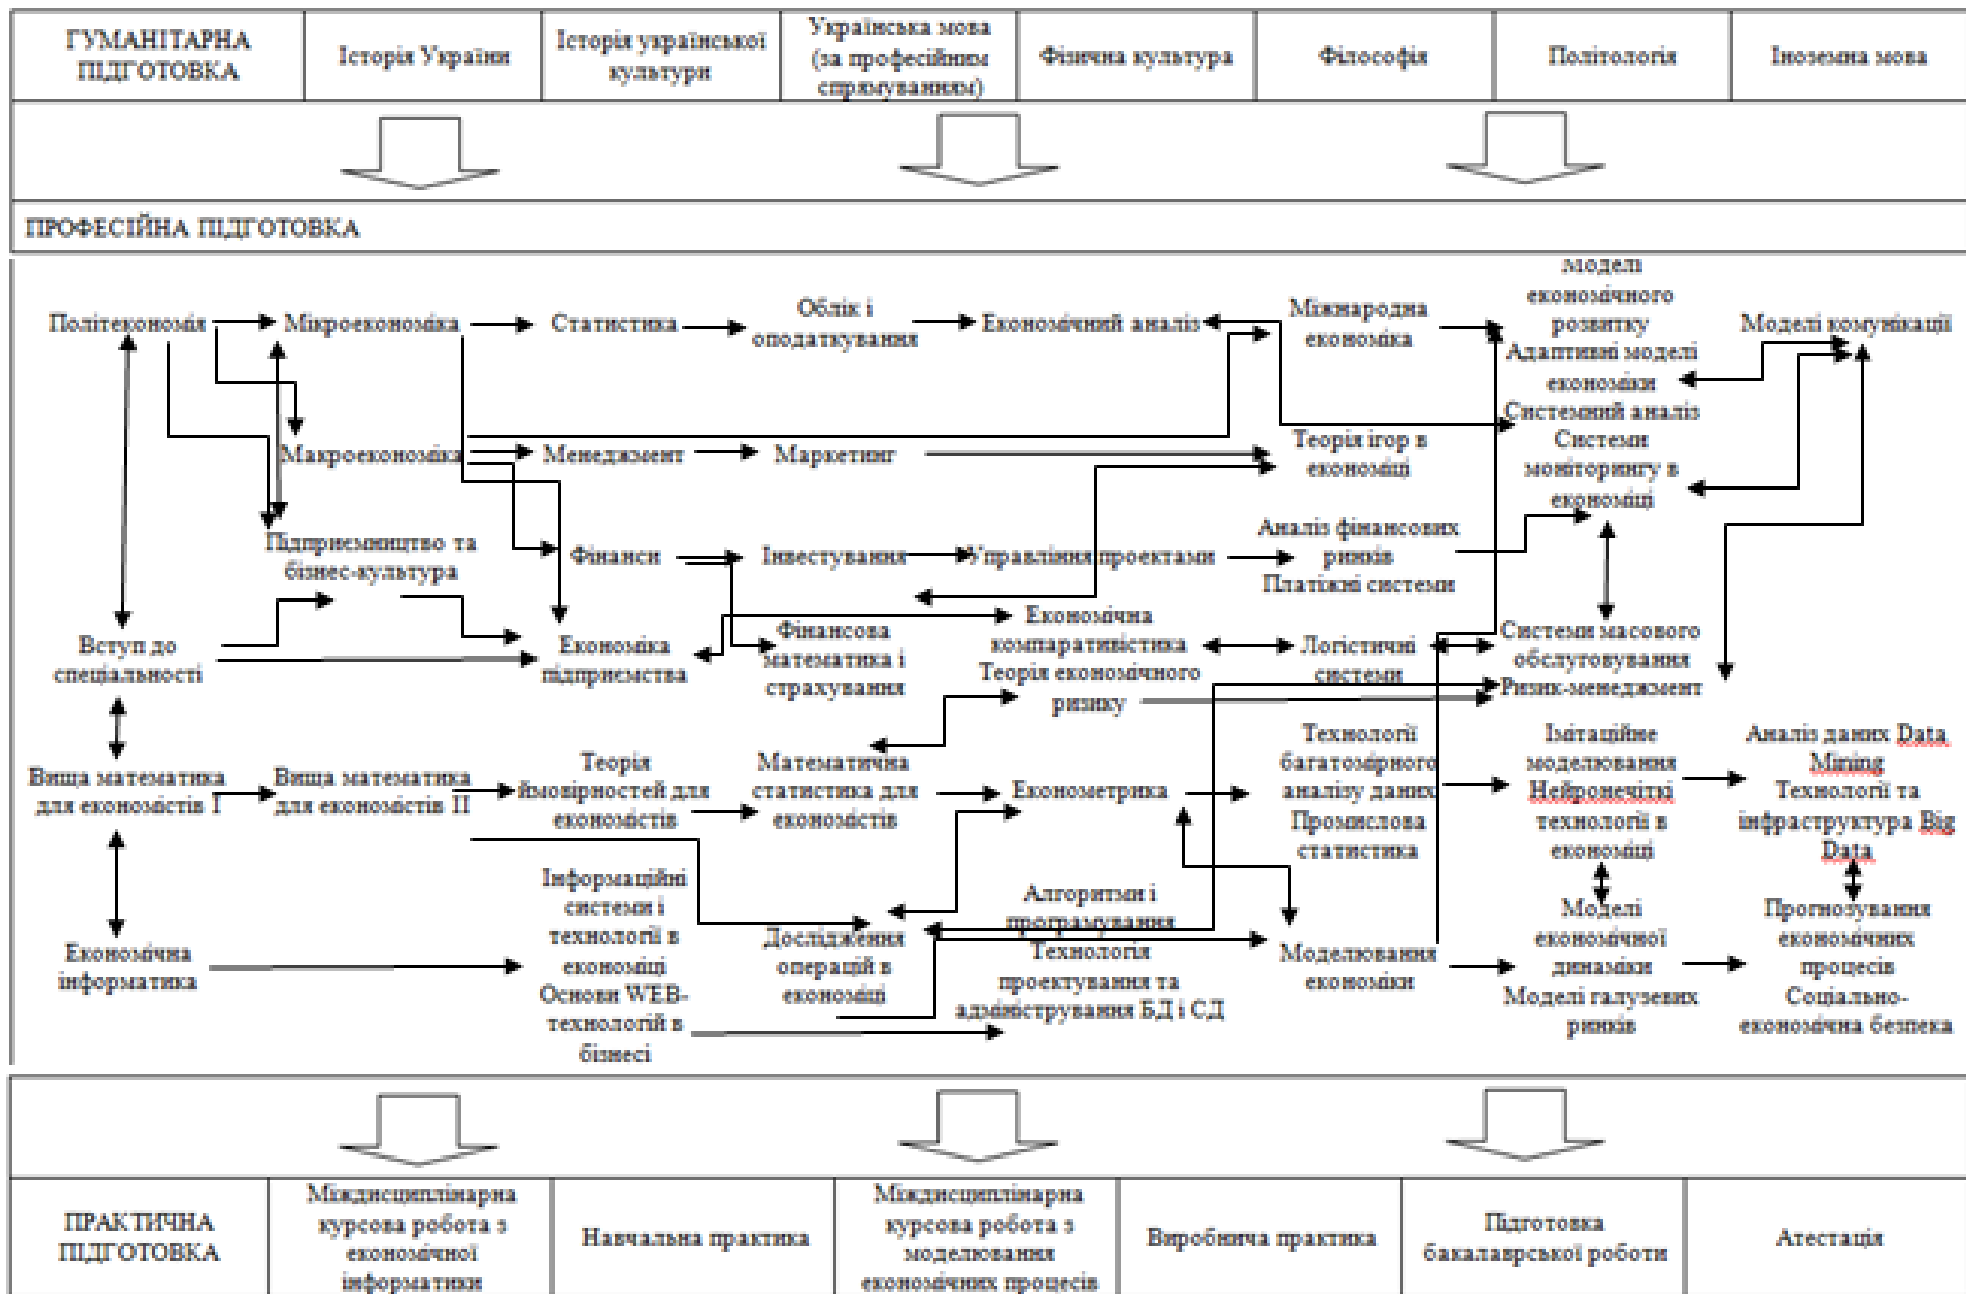 ГУМАНІТАРНА
ПІДГОТОВКА
Історія України
Історія української
культури
Українська мова
(за професійним
спрямуванням)
Фізична культура
Філософія
Політологія
Іноземна мова
ПРОФЕСІЙНА ПІДГОТОВКА
Політекономія
Мікроекономіка
Статистика
Облік і
оподаткування
Економічний аналіз
Міжнародна
економіка
Моделі
економічного
розвитку
Адаптивні моделі
економіки
Системний аналіз
Системи
моніторингу в
економіці
Моделі комунікації
Макроекономіка
Менеджмент
Маркетинг
Теорія ігор в
економіці
Підприємництво та
бізнес-культура
Фінанси
Інвестування
Управління проектами
Аналіз фінансових
ринків
Платіжні системи
Вступ до
спеціальності
Економіка
підприємства
Фінансова
математика і
страхування
Економічна
компаративістика
Теорія економічного
ризику
Логістичні
системи
Системи масового
обслуговування
Ризик-менеджмент
Вища математика
для економістів І
Вища математика
для економістів ІІ
Теорія
ймовірностей для
економістів
Математична
статистика для
економістів
Економетрика
Технології
багатомірного
аналізу даних
Промислова
статистика
Імітаційне
моделювання
Нейронечіткі
технології в
економіці
Аналіз даних Data
Mining
Технології та
інфраструктура Big
Data
Економічна
інформатика
Інформаційні
системи і
технології в
економіці
Основи WEB-
технологій в
бізнесі
Дослідження
операцій в
економіці
Алгоритми і
програмування
Технологія
проектування та
адміністрування БД і СД
Моделювання
економіки
Моделі
економічної
динаміки
Моделі галузевих
ринків
Прогнозування
економічних
процесів
Соціально-
економічна безпека
ПРАКТИЧНА
ПІДГОТОВКА
Міждисциплінарна
курсова робота з
економічної
інформатики
Навчальна практика
Міждисциплінарна
курсова робота з
моделювання
економічних процесів
Виробнича практика
Підготовка
бакалаврської роботи
Атестація